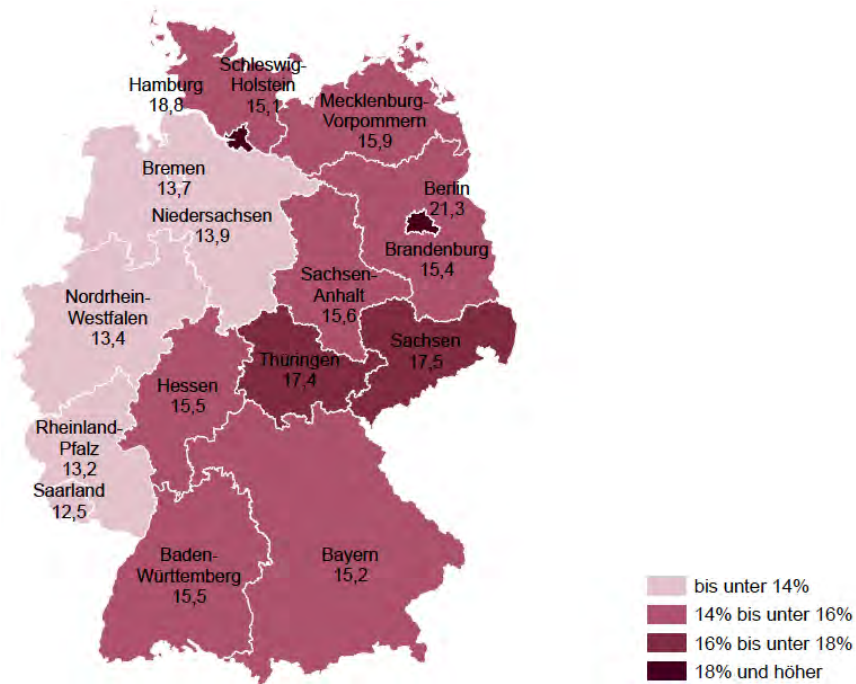 Schleswig-
Holstein
15,1
Hamburg
18,8
Mecklenburg-
Vorpommern
15,9
Bremen
13,7
Berlin
21,3
Niedersachsen
13,9
Brandenburg
15,4
Sachsen-
Anhalt
15,6
Nordrhein-
Westfalen
13,4
Sachsen
17,5
Thüringen
17,4
Hessen
15,5
Rheinland-
Pfalz
13,2
Saarland
12,5
Baden-
Württemberg
15,5
Bayern
15,2
bis unter 14%
14% bis unter 16%
16% bis unter 18%
18% und höher